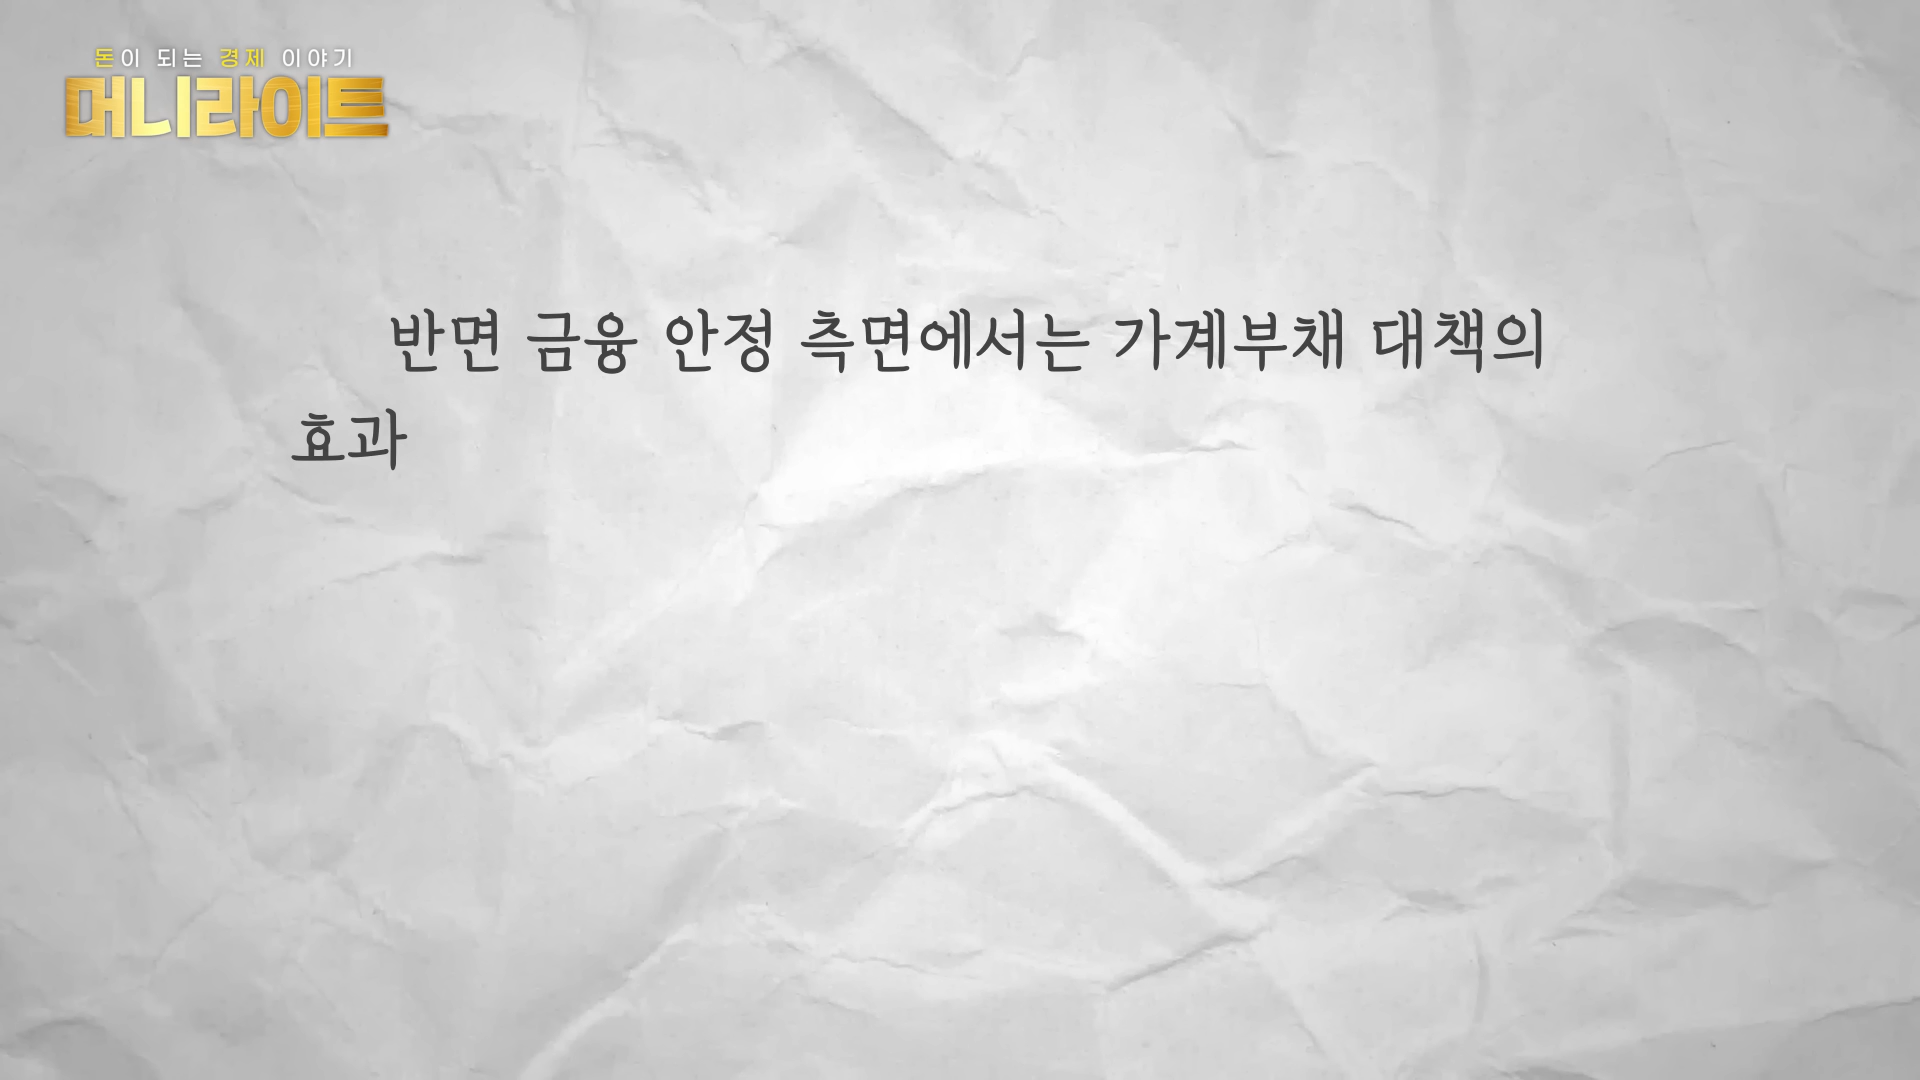 돈이 되는 경제 이야기
머니라이트
반면 금융 안정 측면에서는 가계부채 대책의
효과